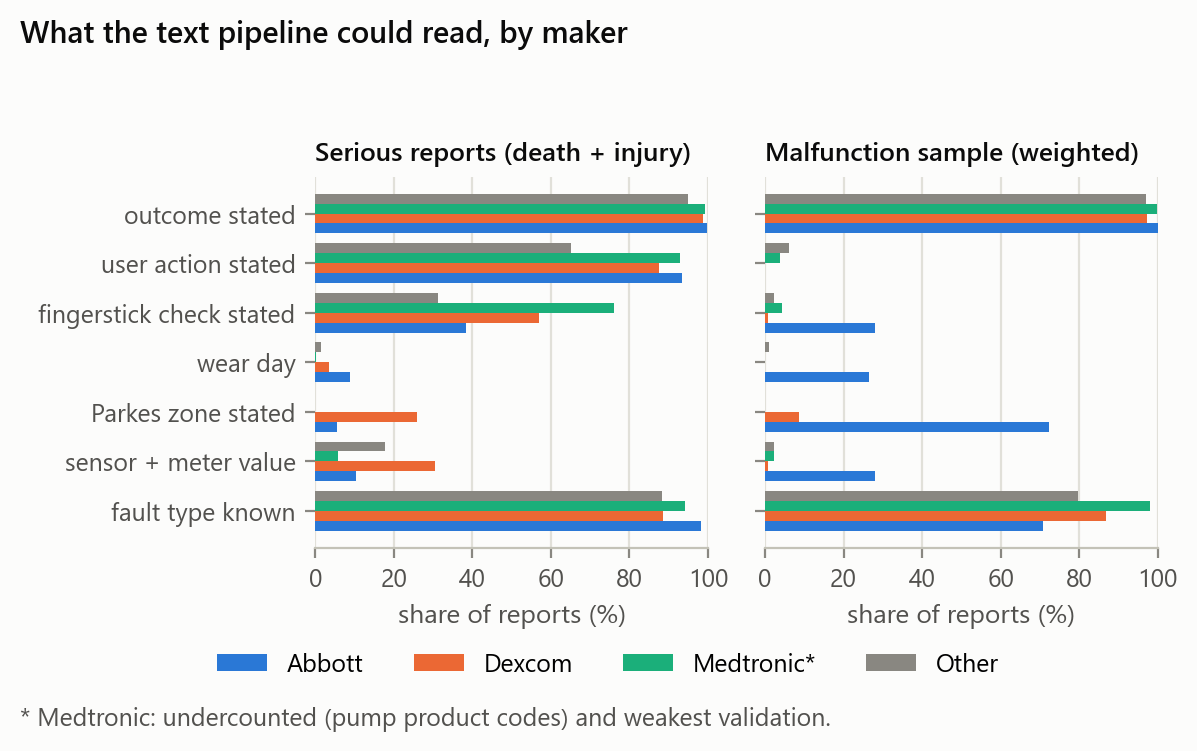 What the text pipeline could read, by maker
Serious reports (death + injury)
Malfunction sample (weighted)
outcome stated
user action stated
fingerstick check stated
wear day
Parkes zone stated
sensor + meter value
fault type known
0 20 40 60 80 100
0 20 40 60 80 100
share of reports (%)
share of reports (%)
Abbott Dexcom Medtronic* Other
* Medtronic: undercounted (pump product codes) and weakest validation.